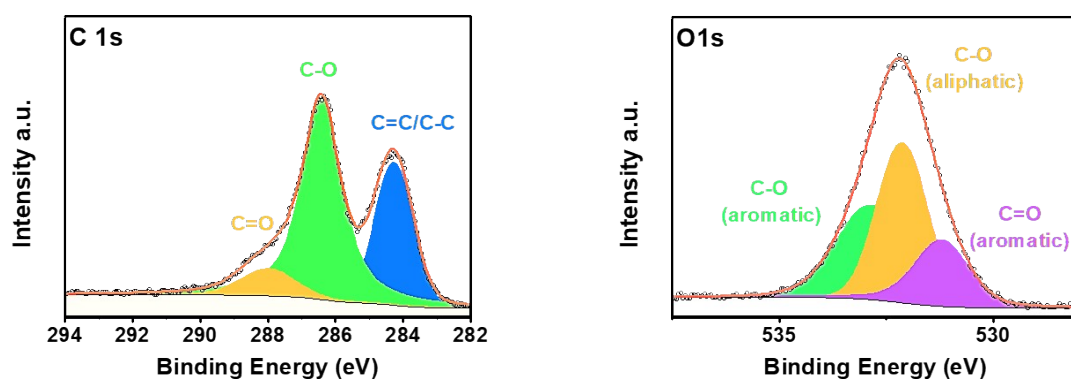 C 1s
C-O
C=C/C-C
C=O
Intensity a.u.
294 292 290 288 286 284 282
Binding Energy (eV)
O1s
C-O
(aliphatic)
C-O
(aromatic)
C=O
(aromatic)
Intensity a.u.
535 530
Binding Energy (eV)